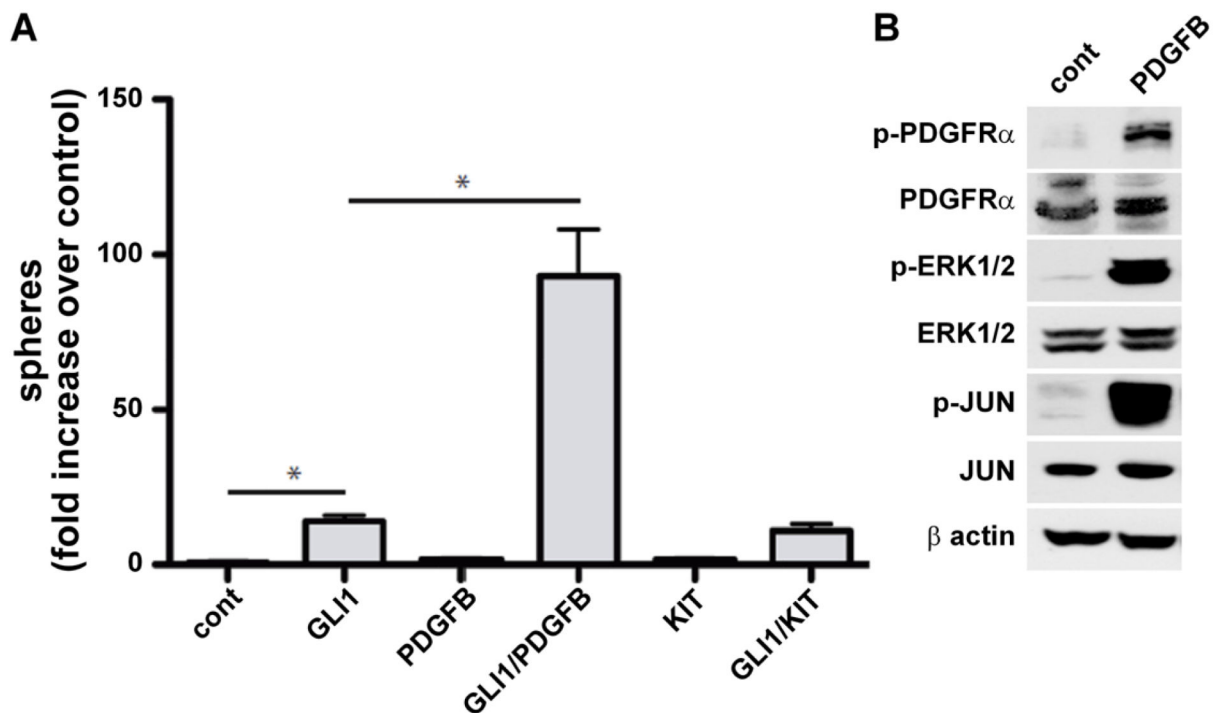 A
spheres
(fold increase over control)
150
100
50
0
*
*
cont
GLI1
PDGFB
GLI1/PDGFB
KIT
GLI1/KIT
B
cont
PDGFB
p-PDGFRα
PDGFRα
p-ERK1/2
ERK1/2
p-JUN
JUN
β actin